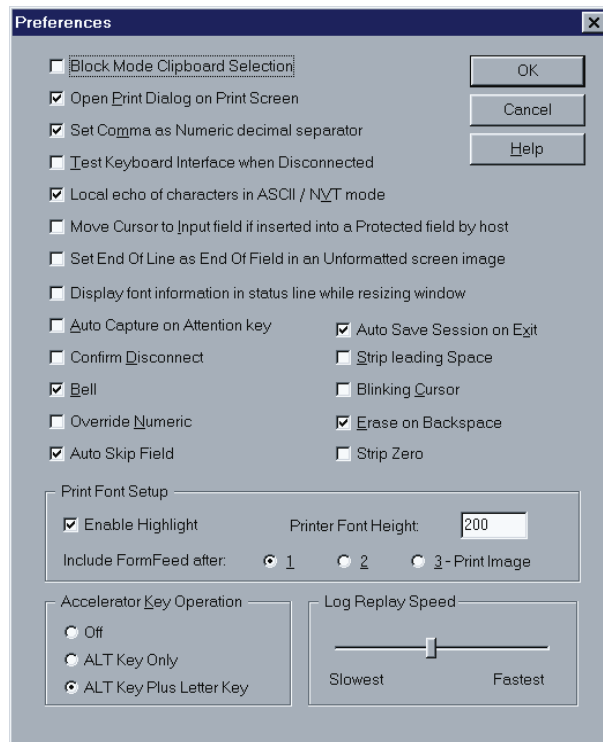 Preferences
Block Mode Clipboard Selection
OK
Open Print Dialog on Print Screen
Cancel
Set Comma as Numeric decimal separator
Help
Test Keyboard Interface when Disconnected
Local echo of characters in ASCII / NVT mode
Move Cursor to Input field if inserted into a Protected field by host
Set End Of Line as End Of Field in an Unformatted screen image
Display font information in status line while resizing window
Auto Capture on Attention key
Auto Save Session on Exit
Confirm Disconnect
Strip leading Space
Bell
Blinking Cursor
Override Numeric
Erase on Backspace
Auto Skip Field
Strip Zero
Print Font Setup
Enable Highlight
Printer Font Height: 200
Include FormFeed after: 1 2 3 - Print Image
Accelerator Key Operation
Off
ALT Key Only
ALT Key Plus Letter Key
Log Replay Speed
Slowest Fastest